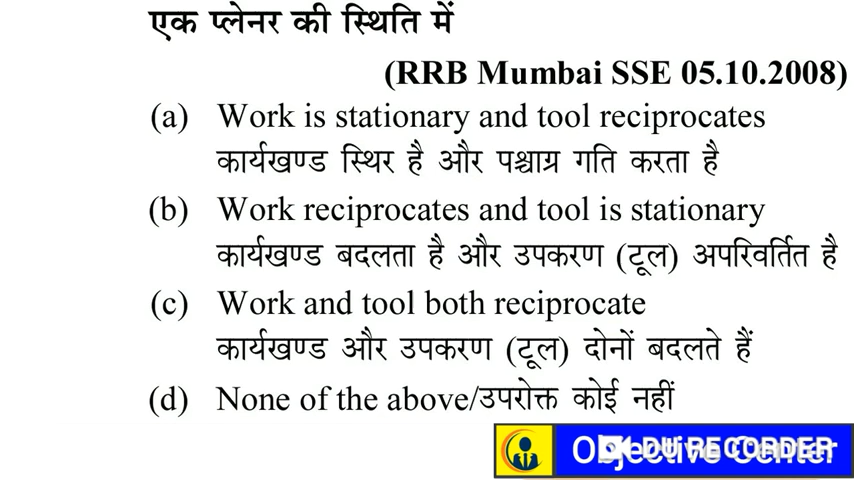 एक प्लेनर की स्थिति में
(RRB Mumbai SSE 05.10.2008)
(a) Work is stationary and tool reciprocates
कार्यखण्ड स्थिर है और पश्चाग्र गति करता है
(b) Work reciprocates and tool is stationary
कार्यखण्ड बदलता है और उपकरण (टूल) अपरिवर्तित है
(c) Work and tool both reciprocate
कार्यखण्ड और उपकरण (टूल) दोनों बदलते हैं
(d) None of the above/उपरोक्त कोई नहीं
Objective Center
DU RECORDER